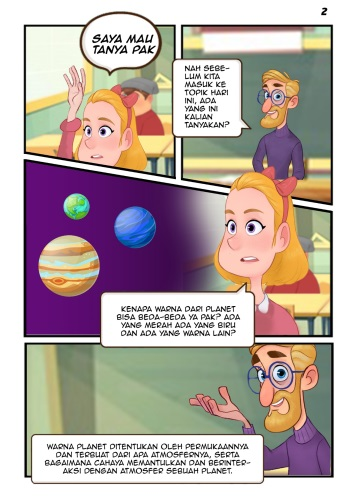 2
SAYA MAU
TANYA PAK
NAH SEBE-
LUM KITA
MASUK KE
TOPIK HARI
INI, ADA
YANG INI
KALIAN
TANYAKAN?
KENAPA WARNA DARI PLANET
BISA BEDA-BEDA YA PAK? ADA
YANG MERAH ADA YANG BIRU
DAN ADA YANG WARNA LAIN?
WARNA PLANET DITENTUKAN OLEH PERMUKAANNYA
DAN TERBUAT DARI APA ATMOSFERNYA, SERTA
BAGAIMANA CAHAYA MEMANTULKAN DAN BERINTER-
AKSI DENGAN ATMOSFER SEBUAH PLANET.